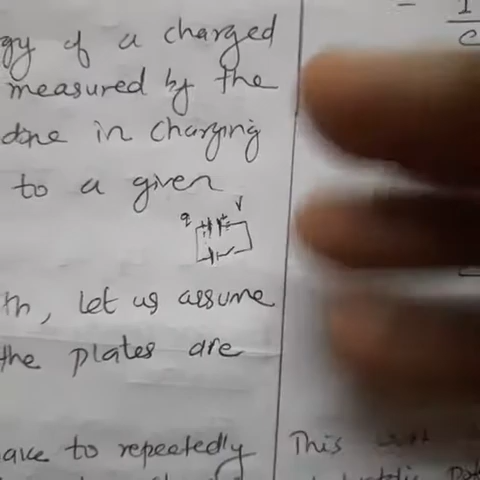 gy of a charged
measured by the
done in charging
to a given
q V
th, let us assume
the plates are
ake to repeatedly
This
1
c